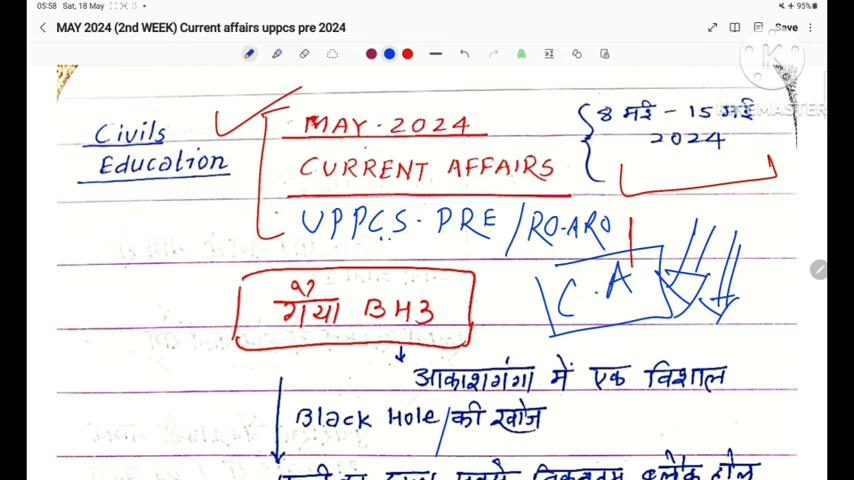 05:58 Sat, 18 May
95%
MAY 2024 (2nd WEEK) Current affairs uppcs pre 2024
Save
KINEMASTER
Civils
Education
MAY-2024
CURRENT AFFAIRS
UPPCS-PRE / RO-ARO
8 मई - 15 मई
2024
C.A
गैया BH3
आकाशगंगा में एक विशाल
Black Hole की खोज
ब्लैक होल